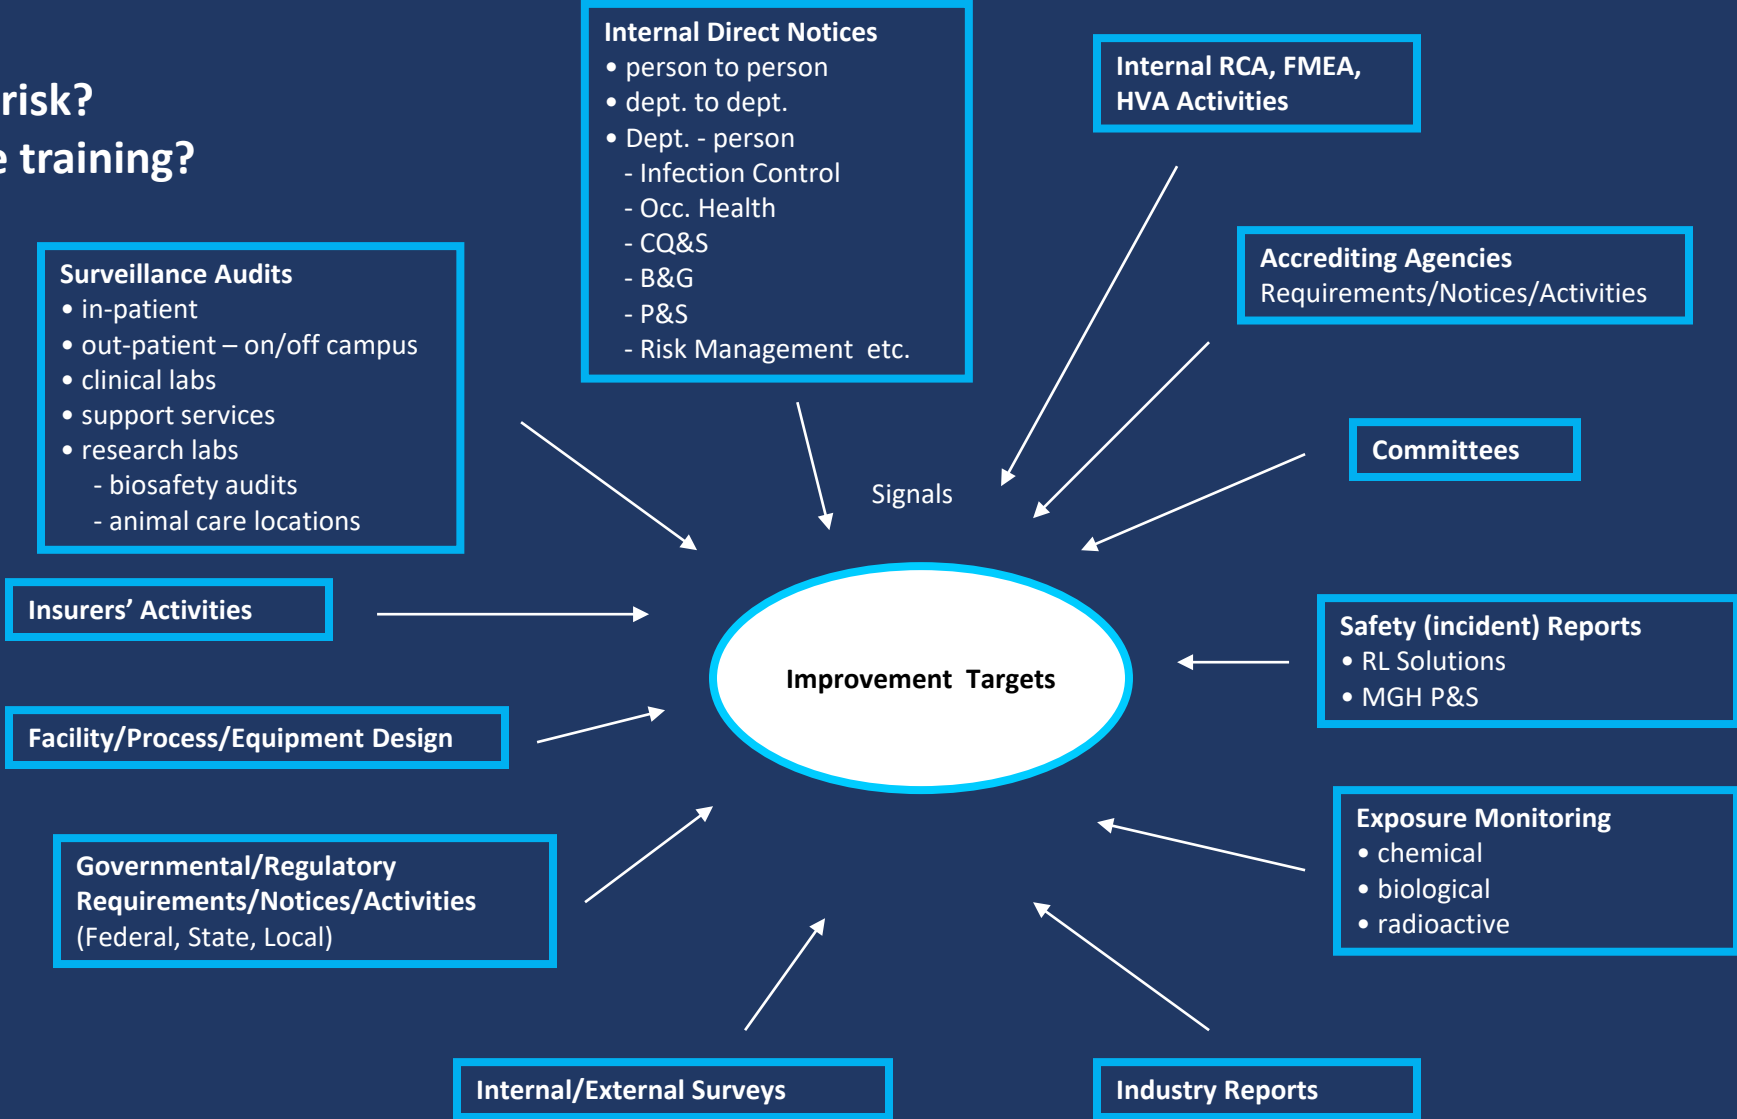 risk?
e training?
Internal Direct Notices
• person to person
• dept. to dept.
• Dept. - person
- Infection Control
- Occ. Health
- CQ&S
- B&G
- P&S
- Risk Management etc.
Internal RCA, FMEA,
HVA Activities
Surveillance Audits
• in-patient
• out-patient – on/off campus
• clinical labs
• support services
• research labs
- biosafety audits
- animal care locations
Accrediting Agencies
Requirements/Notices/Activities
Committees
Signals
Insurers’ Activities
Safety (incident) Reports
• RL Solutions
• MGH P&S
Improvement Targets
Facility/Process/Equipment Design
Exposure Monitoring
• chemical
• biological
• radioactive
Governmental/Regulatory
Requirements/Notices/Activities
(Federal, State, Local)
Internal/External Surveys
Industry Reports